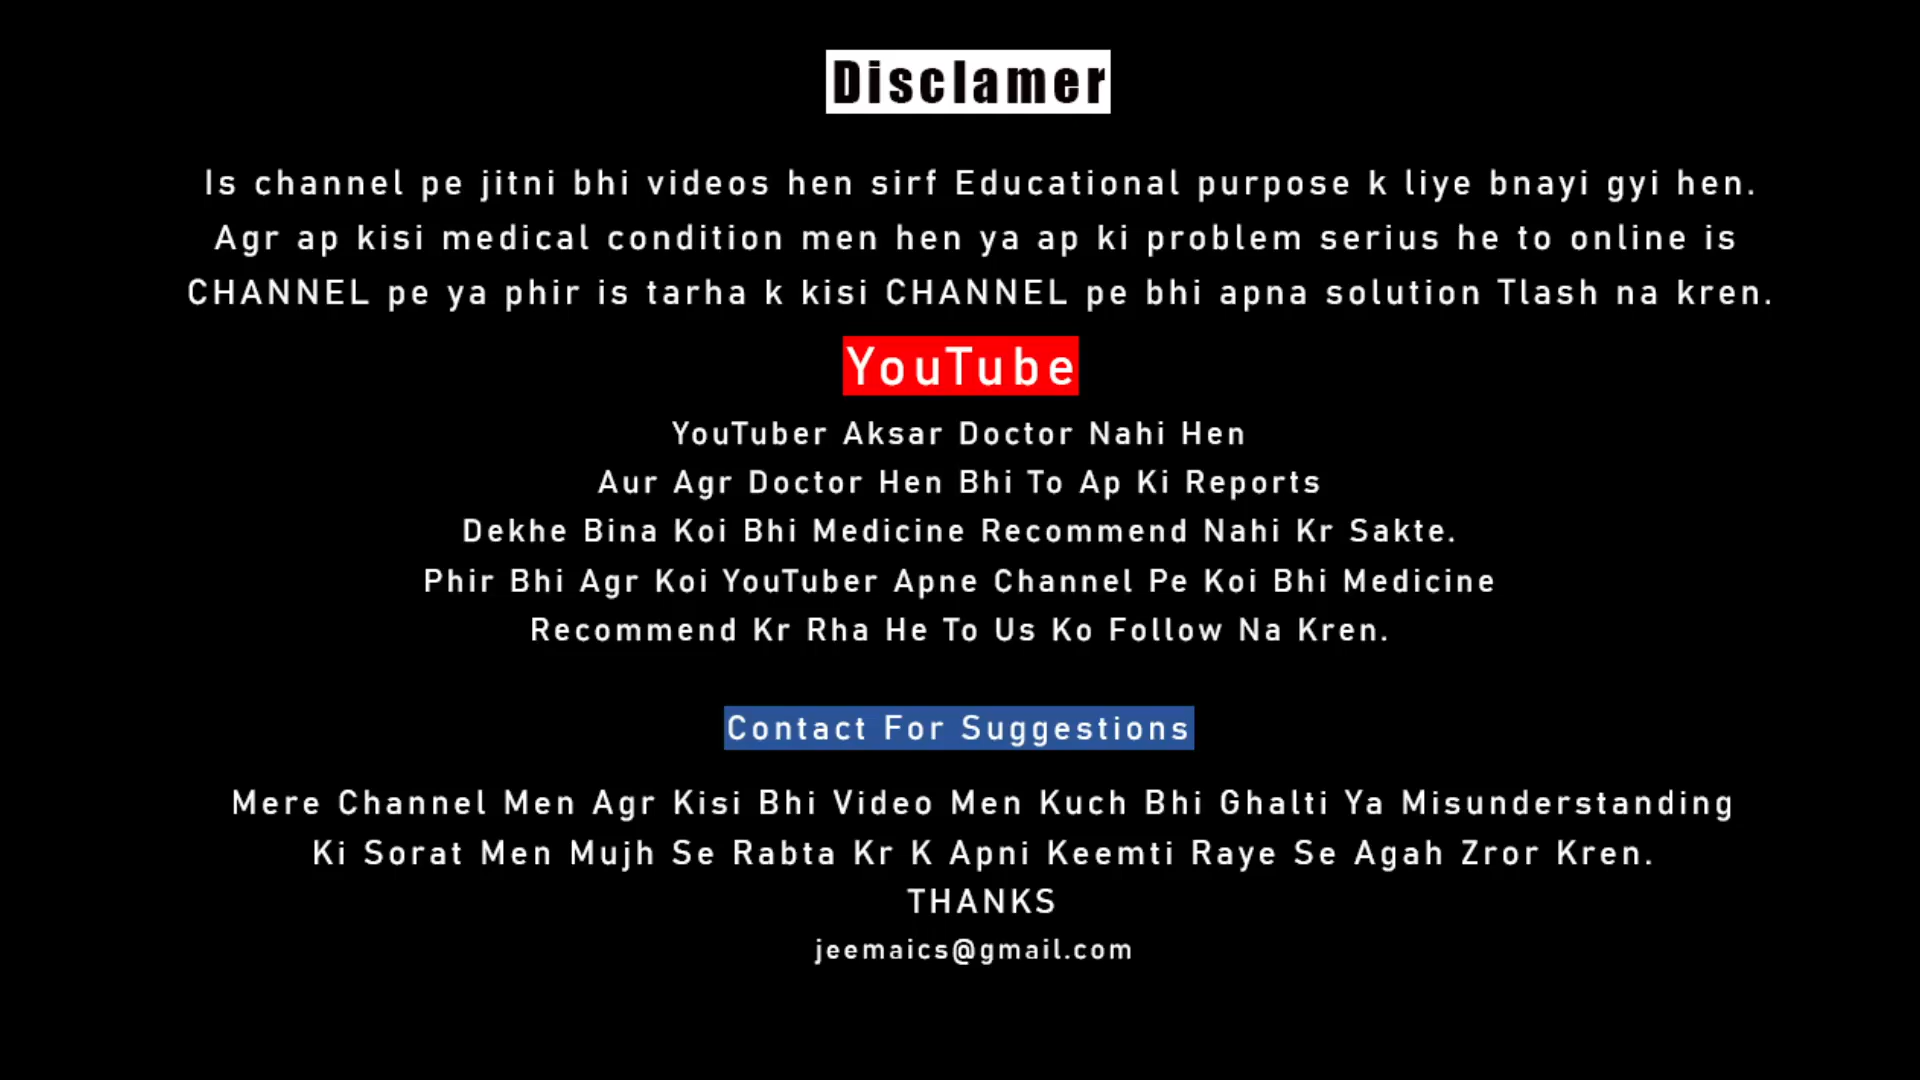 Disclamer
Is channel pe jitni bhi videos hen sirf Educational purpose k liye bnayi gyi hen.
Agr ap kisi medical condition men hen ya ap ki problem serius he to online is
CHANNEL pe ya phir is tarha k kisi CHANNEL pe bhi apna solution Tlash na kren.
YouTube
YouTuber Aksar Doctor Nahi Hen
Aur Agr Doctor Hen Bhi To Ap Ki Reports
Dekhe Bina Koi Bhi Medicine Recommend Nahi Kr Sakte.
Phir Bhi Agr Koi YouTuber Apne Channel Pe Koi Bhi Medicine
Recommend Kr Rha He To Us Ko Follow Na Kren.
Contact For Suggestions
Mere Channel Men Agr Kisi Bhi Video Men Kuch Bhi Ghalti Ya Misunderstanding
Ki Sorat Men Mujh Se Rabta Kr K Apni Keemti Raye Se Agah Zror Kren.
THANKS
jeemaics@gmail.com